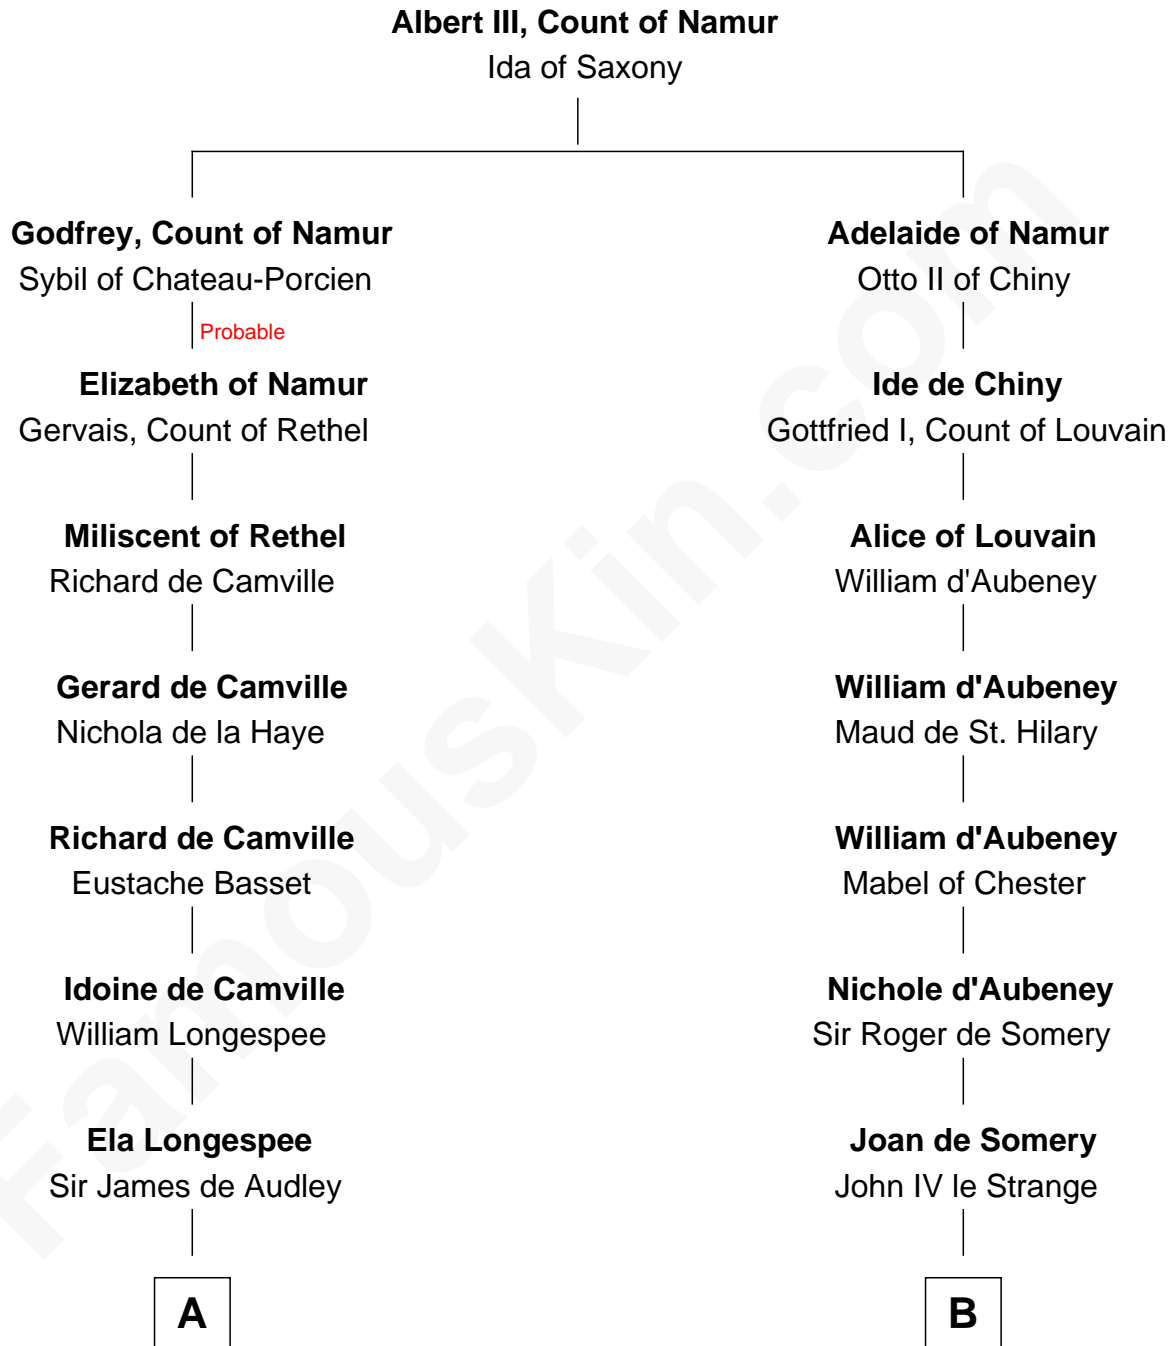 Albert III, Count of Namur
Ida of Saxony
Godfrey, Count of Namur
Sybil of Chateau-Porcien
Adelaide of Namur
Otto II of Chiny
Probable
Elizabeth of Namur
Gervais, Count of Rethel
Ide de Chiny
Gottfried I, Count of Louvain
Miliscent of Rethel
Richard de Camville
Alice of Louvain
William d'Aubeney
Gerard de Camville
Nichola de la Haye
William d'Aubeney
Maud de St. Hilary
Richard de Camville
Eustache Basset
William d'Aubeney
Mabel of Chester
Idoine de Camville
William Longespee
Nichole d'Aubeney
Sir Roger de Somery
Ela Longespee
Sir James de Audley
Joan de Somery
John IV le Strange
A
B
FamousKin.com